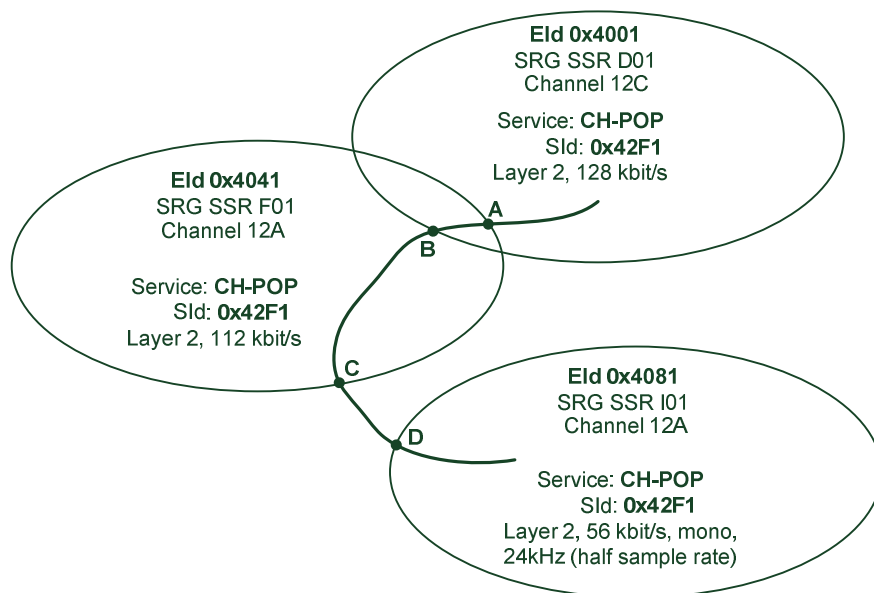 EId 0x4001
SRG SSR D01
Channel 12C
Service: CH-POP
SId: 0x42F1
Layer 2, 128 kbit/s
EId 0x4041
SRG SSR F01
Channel 12A
Service: CH-POP
SId: 0x42F1
Layer 2, 112 kbit/s
A
B
C
D
EId 0x4081
SRG SSR I01
Channel 12A
Service: CH-POP
SId: 0x42F1
Layer 2, 56 kbit/s, mono,
24kHz (half sample rate)